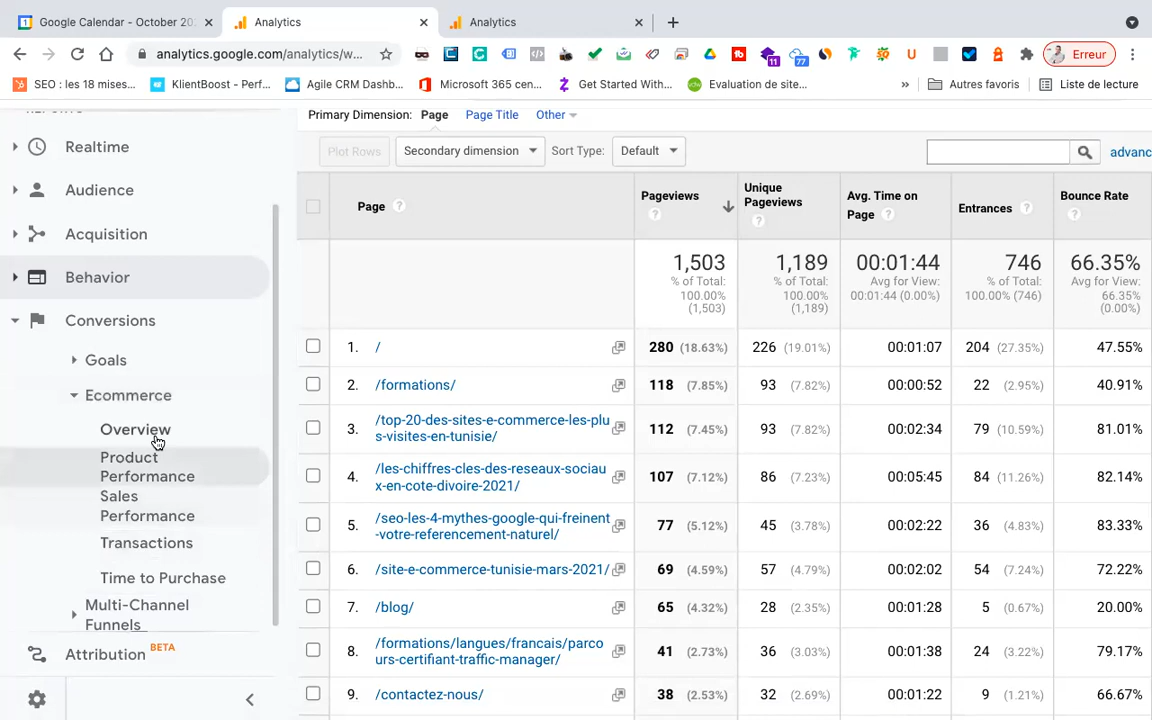 Google Calendar - October 20
Analytics
Analytics
analytics.google.com/analytics/w...
11
77
Erreur
SEO : les 18 mises...
KlientBoost - Perf...
Agile CRM Dashb...
Microsoft 365 cen...
Get Started With...
Evaluation de site...
»
Autres favoris
Liste de lecture
Realtime
Audience
Acquisition
Behavior
Conversions
Goals
Ecommerce
Overview
Product
Performance
Sales
Performance
Transactions
Time to Purchase
Multi-Channel
Funnels
Attribution BETA
Primary Dimension: Page Page Title Other
Plot Rows Secondary dimension Sort Type: Default advanc
Page ? Pageviews ? Unique Pageviews ? Avg. Time on Page ? Entrances ? Bounce Rate ?
1,503 1,189 00:01:44 746 66.35%
% of Total: % of Total: Avg for View: % of Total: Avg for View:
100.00% 100.00% 00:01:44 (0.00%) 100.00% (746) 66.35%
(1,503) (1,189) (0.00%)
1. / 280 (18.63%) 226 (19.01%) 00:01:07 204 (27.35%) 47.55%
2. /formations/ 118 (7.85%) 93 (7.82%) 00:00:52 22 (2.95%) 40.91%
3. /top-20-des-sites-e-commerce-les-plu
s-visites-en-tunisie/ 112 (7.45%) 93 (7.82%) 00:02:34 79 (10.59%) 81.01%
4. /les-chiffres-cles-des-reseaux-sociau
x-en-cote-divoire-2021/ 107 (7.12%) 86 (7.23%) 00:05:45 84 (11.26%) 82.14%
5. /seo-les-4-mythes-google-qui-freinent
-votre-referencement-naturel/ 77 (5.12%) 45 (3.78%) 00:02:22 36 (4.83%) 83.33%
6. /site-e-commerce-tunisie-mars-2021/ 69 (4.59%) 57 (4.79%) 00:02:02 54 (7.24%) 72.22%
7. /blog/ 65 (4.32%) 28 (2.35%) 00:01:28 5 (0.67%) 20.00%
8. /formations/langues/francais/parco
urs-certifiant-traffic-manager/ 41 (2.73%) 36 (3.03%) 00:01:38 24 (3.22%) 79.17%
9. /contactez-nous/ 38 (2.53%) 32 (2.69%) 00:01:22 9 (1.21%) 66.67%